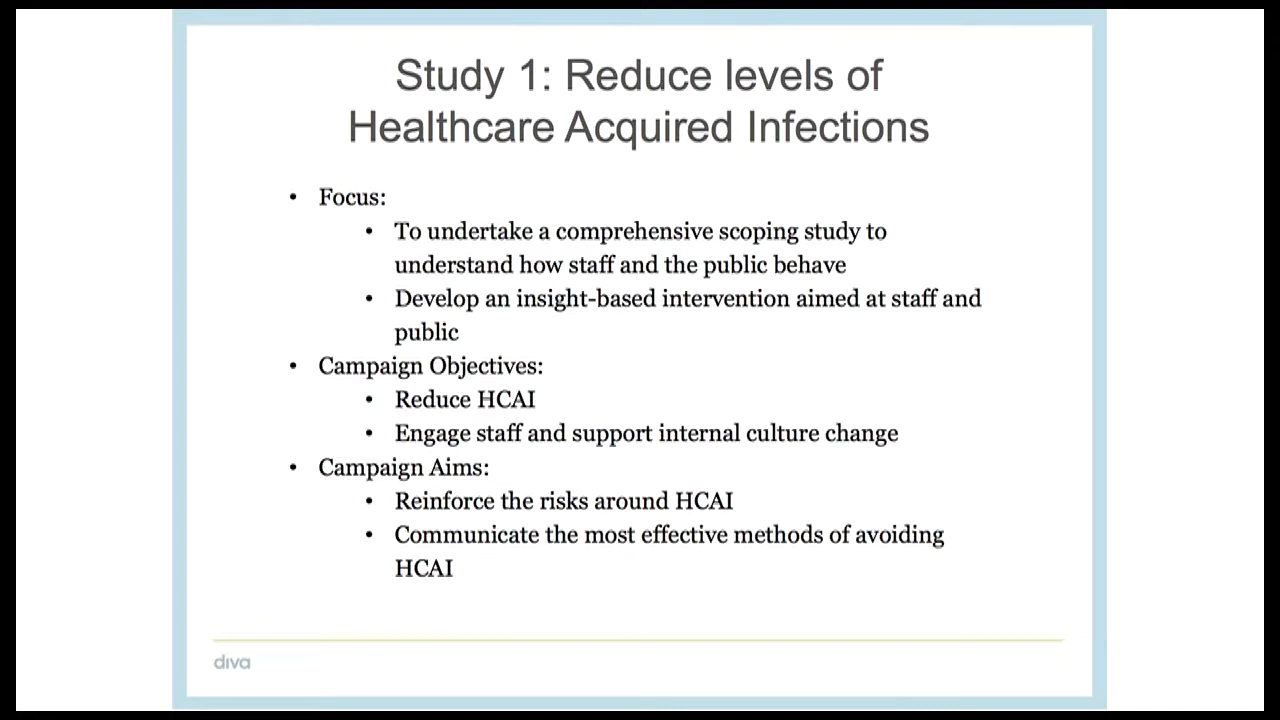 Study 1: Reduce levels of
Healthcare Acquired Infections
• Focus:
• To undertake a comprehensive scoping study to
understand how staff and the public behave
• Develop an insight-based intervention aimed at staff and
public
• Campaign Objectives:
• Reduce HCAI
• Engage staff and support internal culture change
• Campaign Aims:
• Reinforce the risks around HCAI
• Communicate the most effective methods of avoiding
HCAI
diva